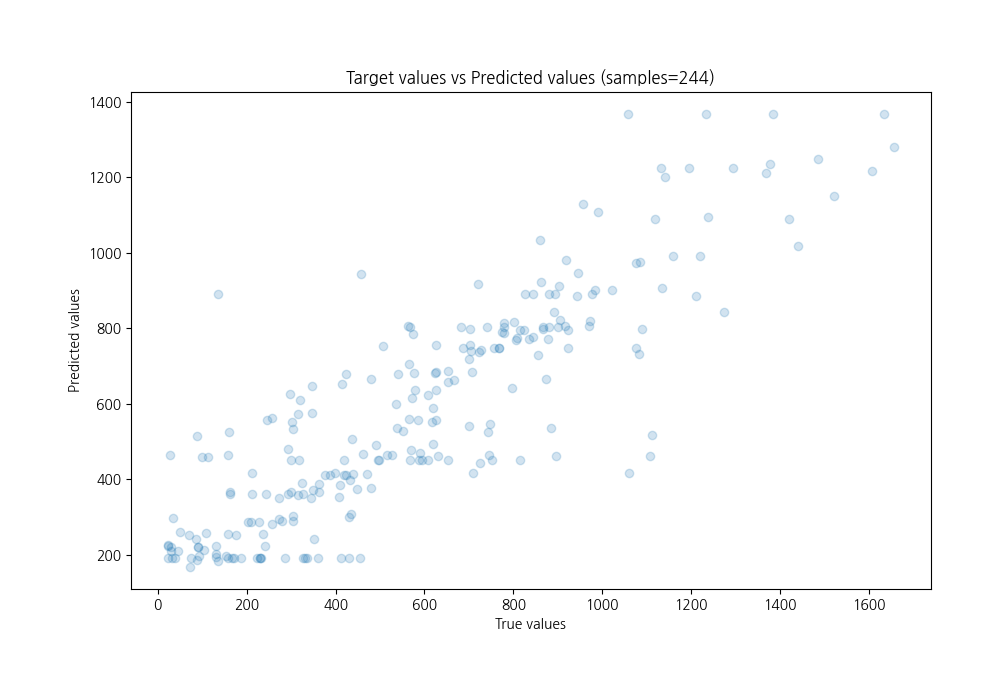 Target values vs Predicted values (samples=244)
1400
1200
1000
800
600
400
200
Predicted values
0 200 400 600 800 1000 1200 1400 1600
True values